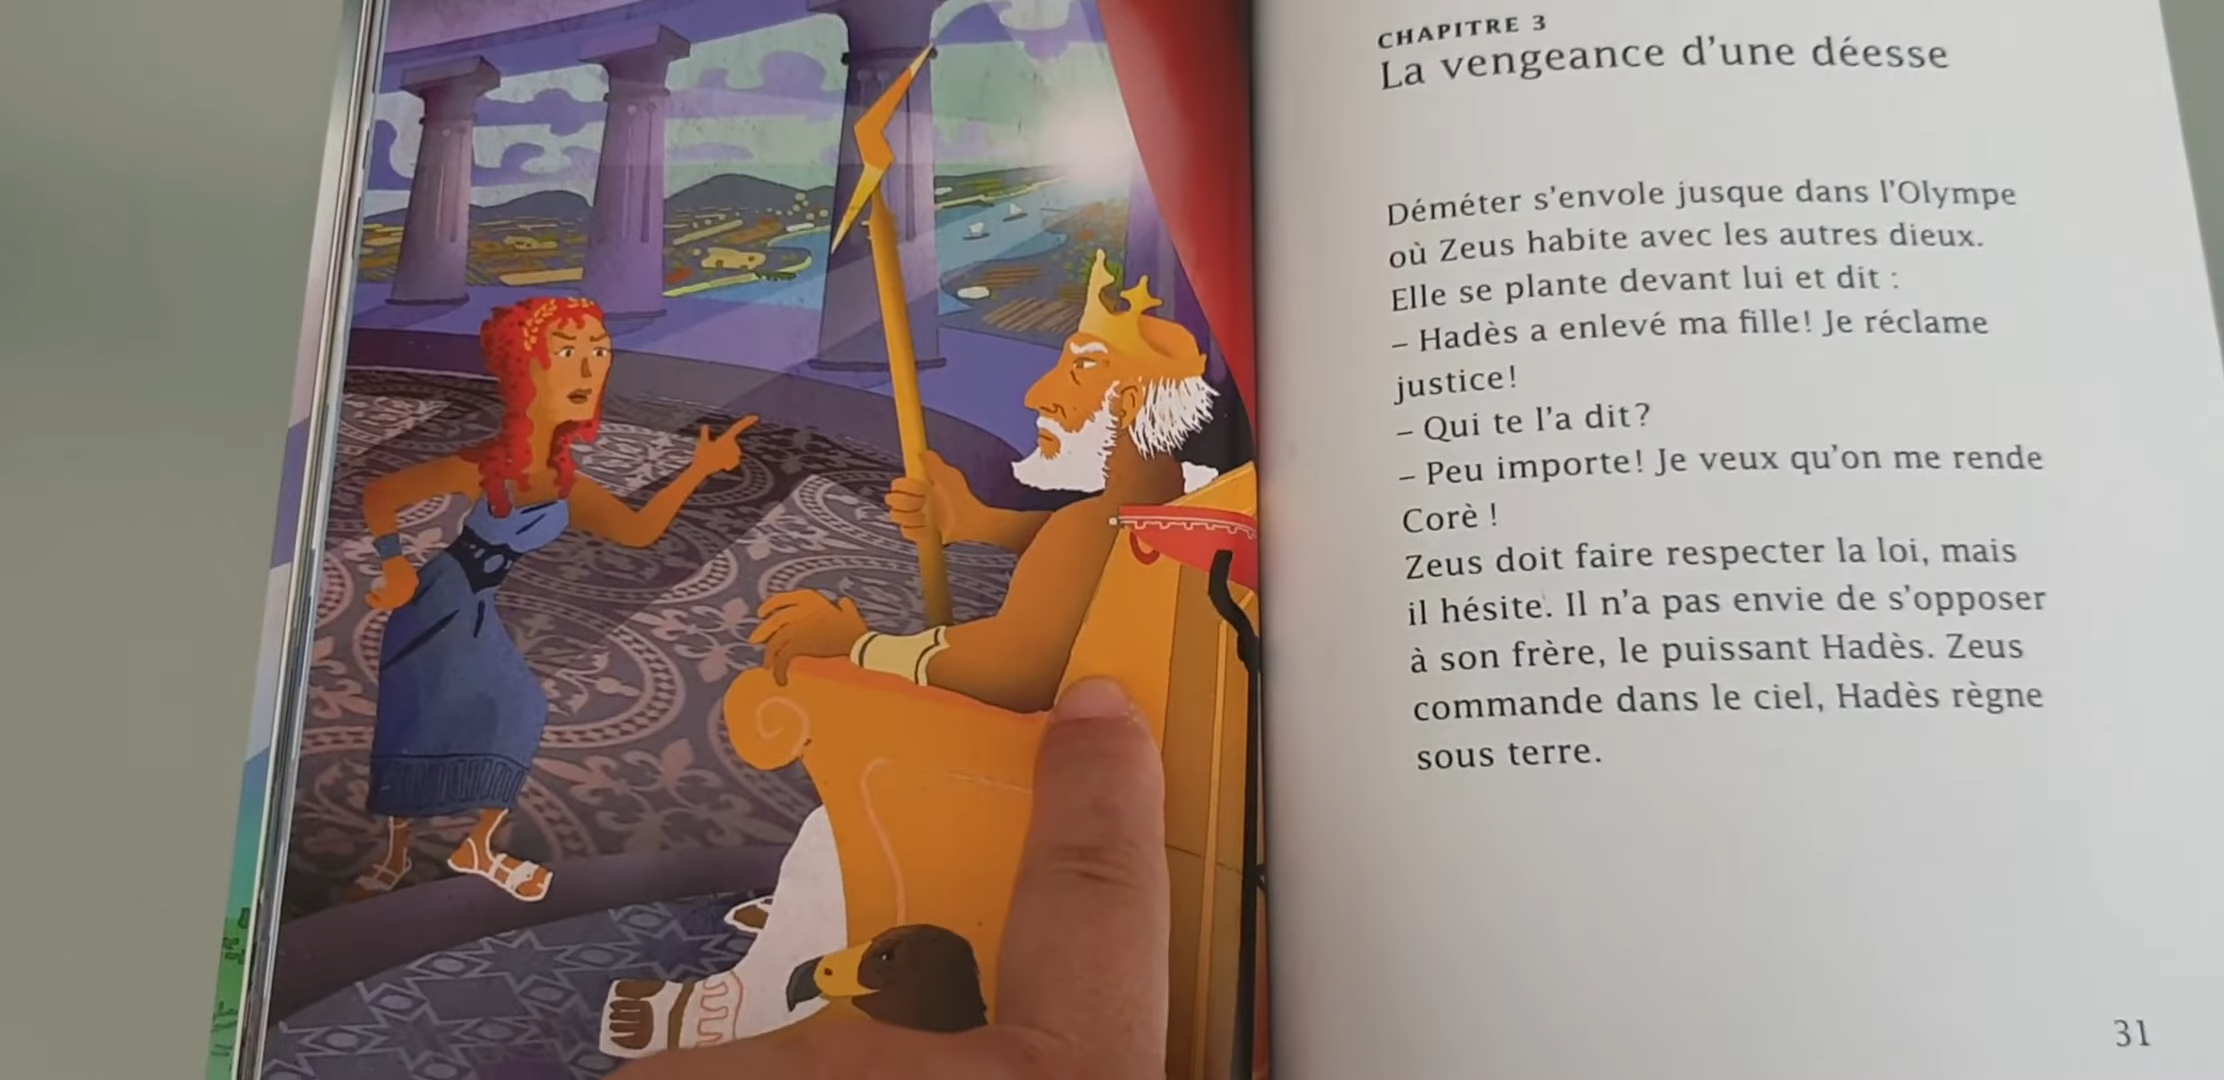 CHAPITRE 3
La vengeance d'une déesse
Déméter s'envole jusque dans l'Olympe
où Zeus habite avec les autres dieux.
Elle se plante devant lui et dit :
– Hadès a enlevé ma fille! Je réclame
justice!
– Qui te l'a dit?
– Peu importe! Je veux qu'on me rende
Corè !
Zeus doit faire respecter la loi, mais
il hésite. Il n'a pas envie de s'opposer
à son frère, le puissant Hadès. Zeus
commande dans le ciel, Hadès règne
sous terre.
31